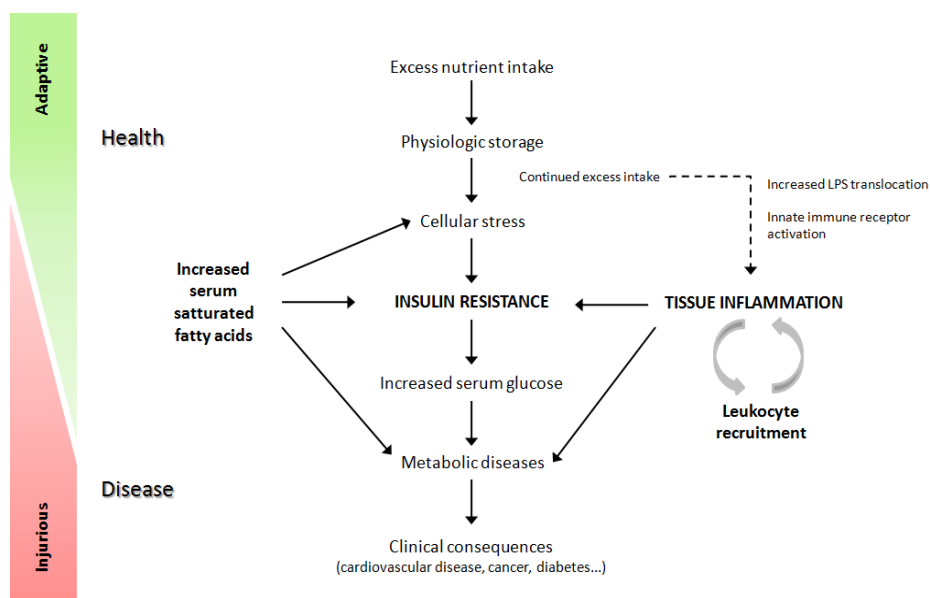 Adaptive
Health
Excess nutrient intake
Physiologic storage
Continued excess intake
Increased LPS translocation
Innate immune receptor
activation
Cellular stress
Increased
serum
satturated
fatty acids
INSULIN RESISTANCE
TISSUE INFLAMMATION
Increased serum glucose
Leukocyte
recruitment
Metabolic diseases
Disease
Injurious
Clinical consequences
(cardiovascular disease, cancer, diabetes...)